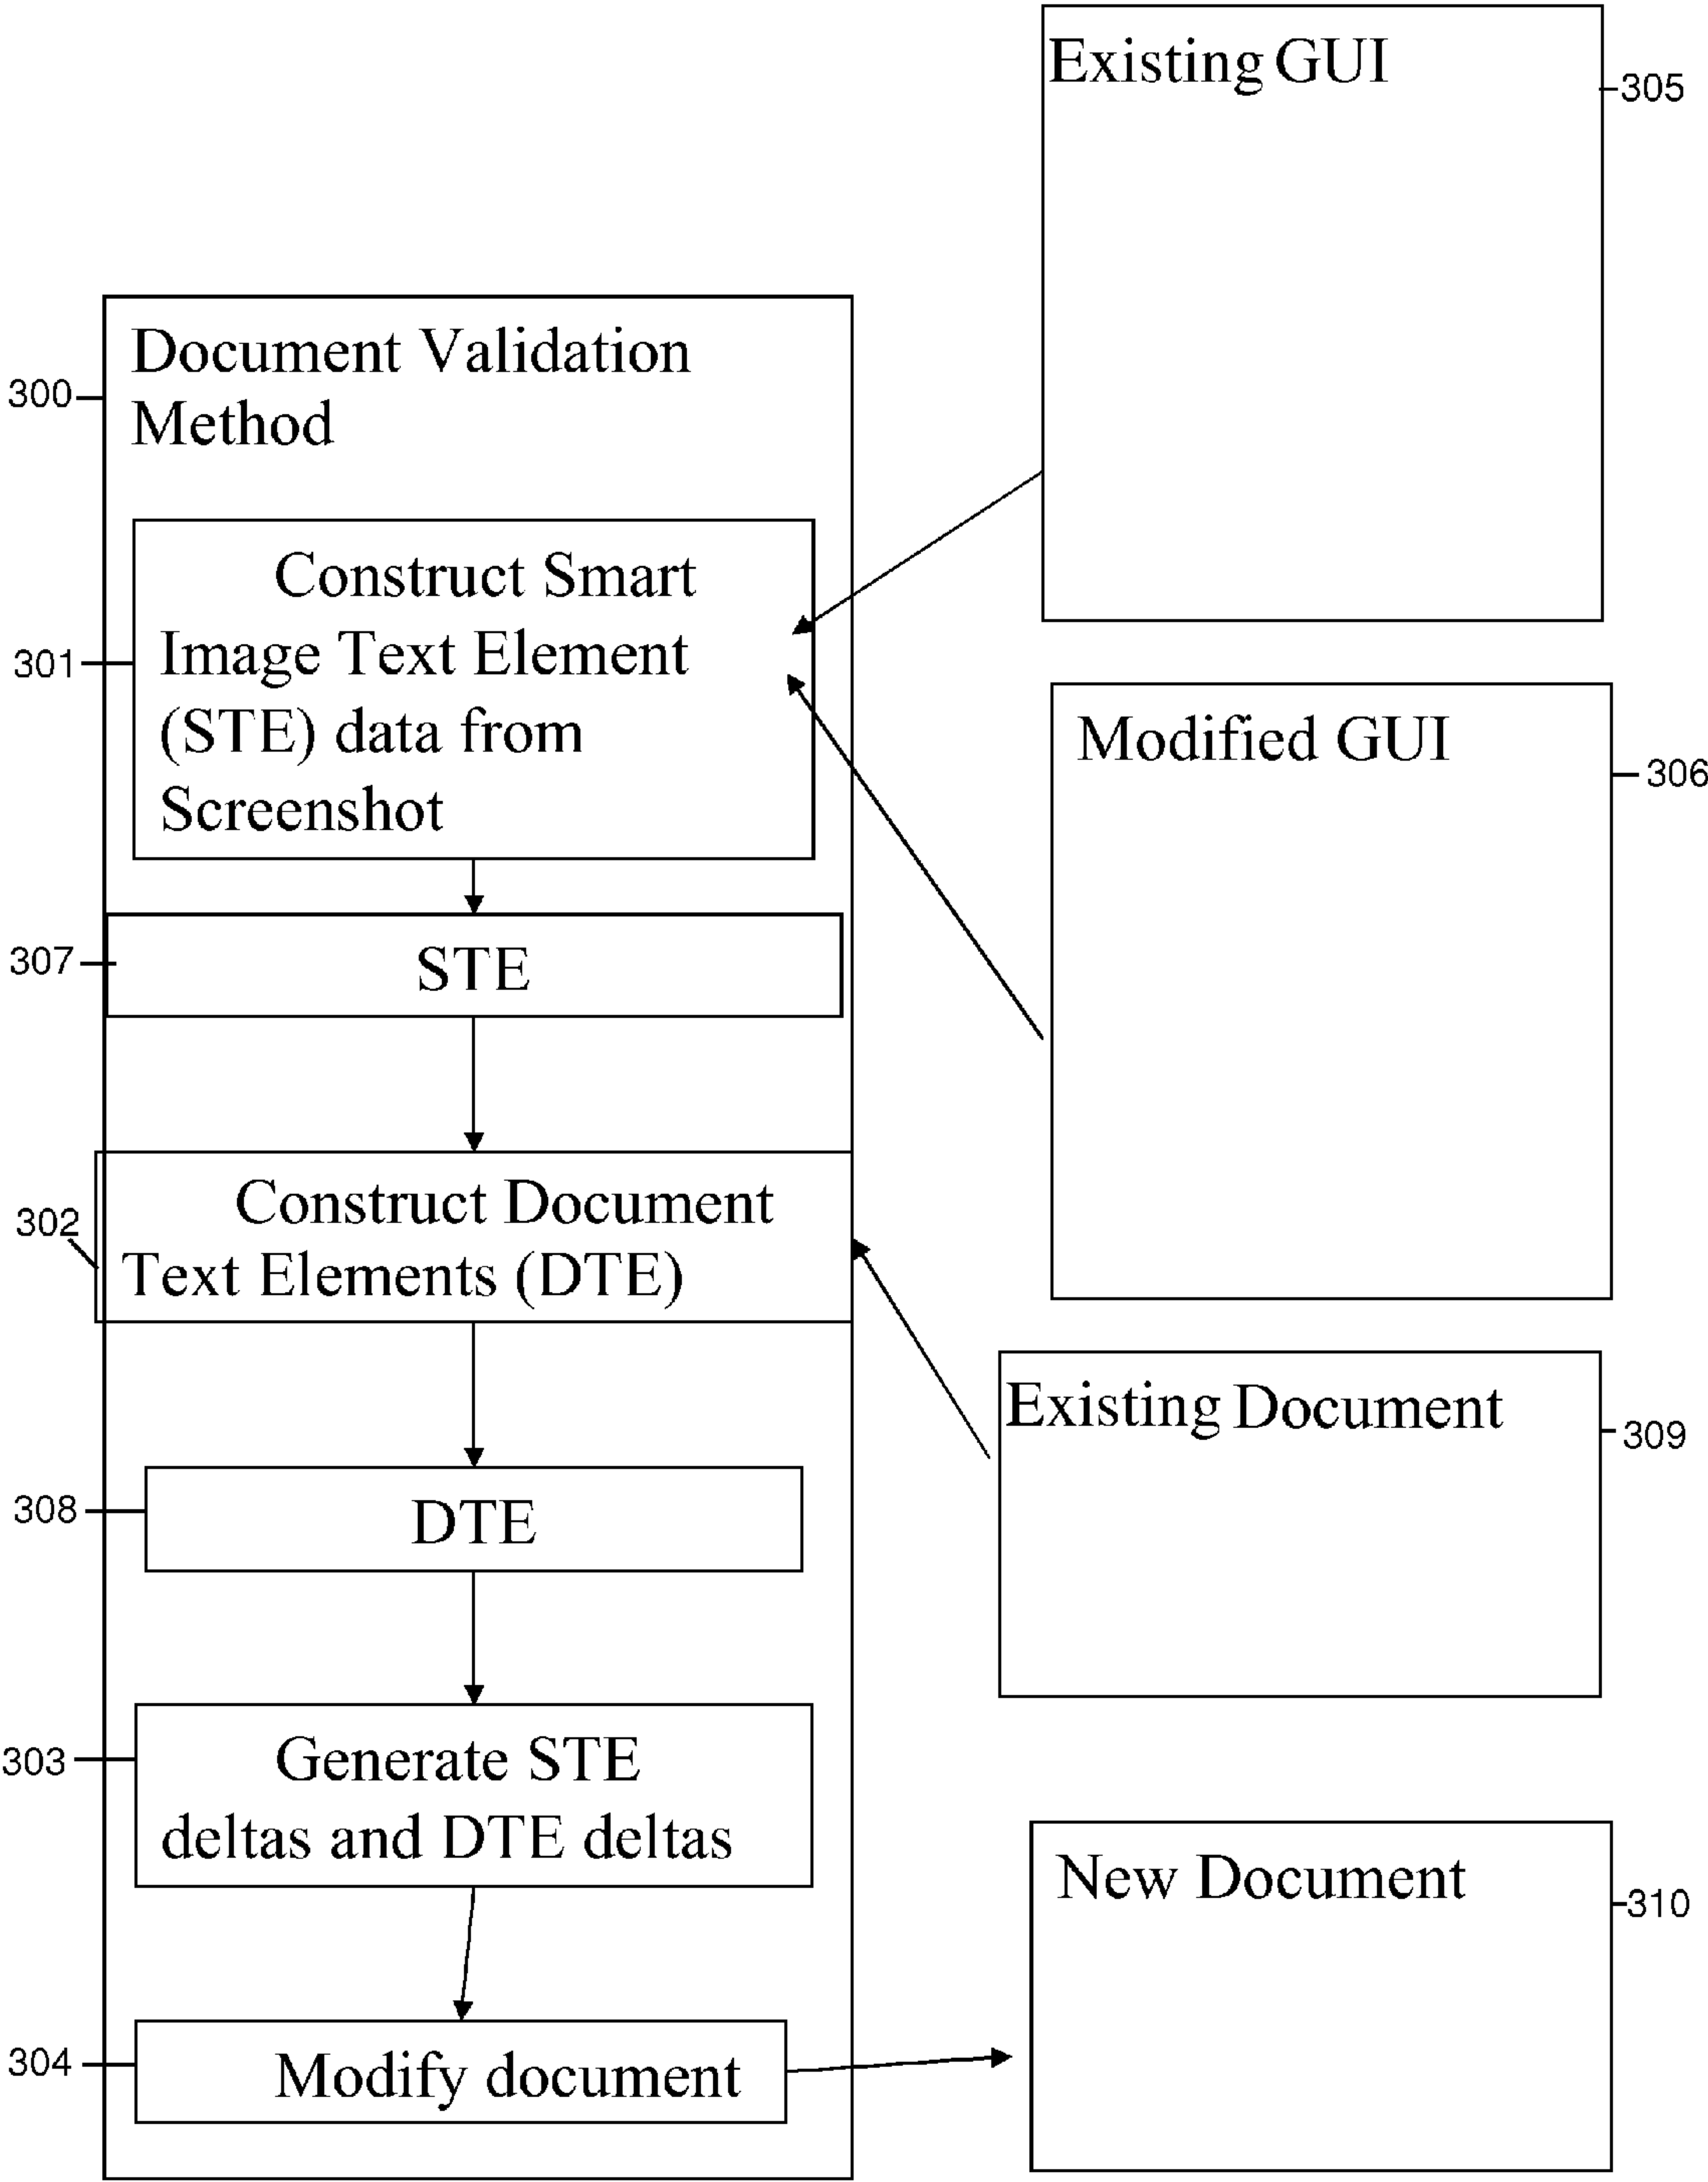 Existing GUI
305
Document Validation
Method
300
Construct Smart
Image Text Element
(STE) data from
Screenshot
301
Modified GUI
306
STE
307
Construct Document
Text Elements (DTE)
302
Existing Document
309
DTE
308
Generate STE
deltas and DTE deltas
303
New Document
310
Modify document
304